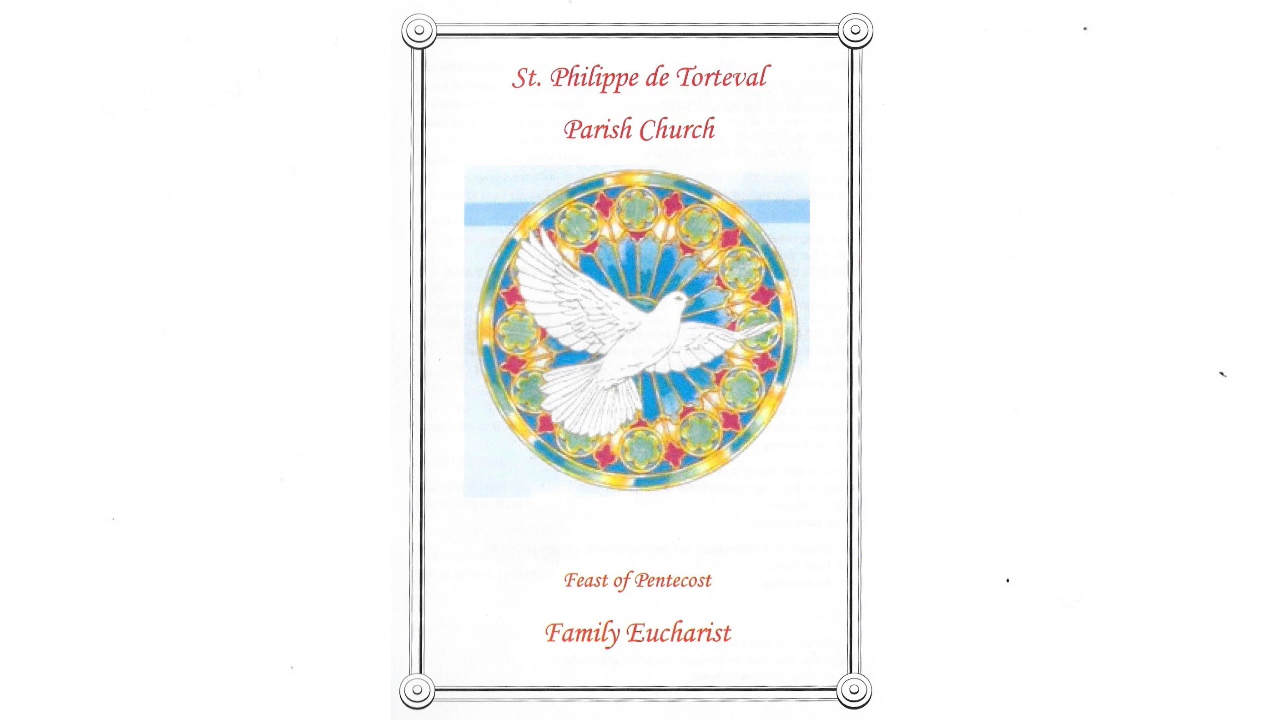 St. Philippe de Torteval
Parish Church
Feast of Pentecost
Family Eucharist